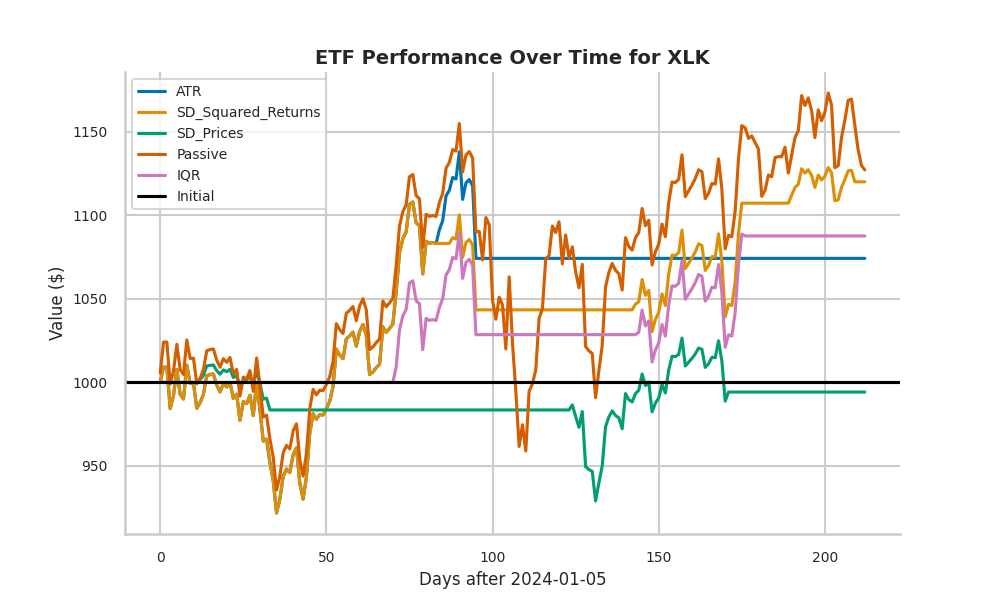 ETF Performance Over Time for XLK
ATR
SD_Squared_Returns
SD_Prices
Passive
IQR
Initial
Value ($)
1150
1100
1050
1000
950
0 50 100 150 200
Days after 2024-01-05